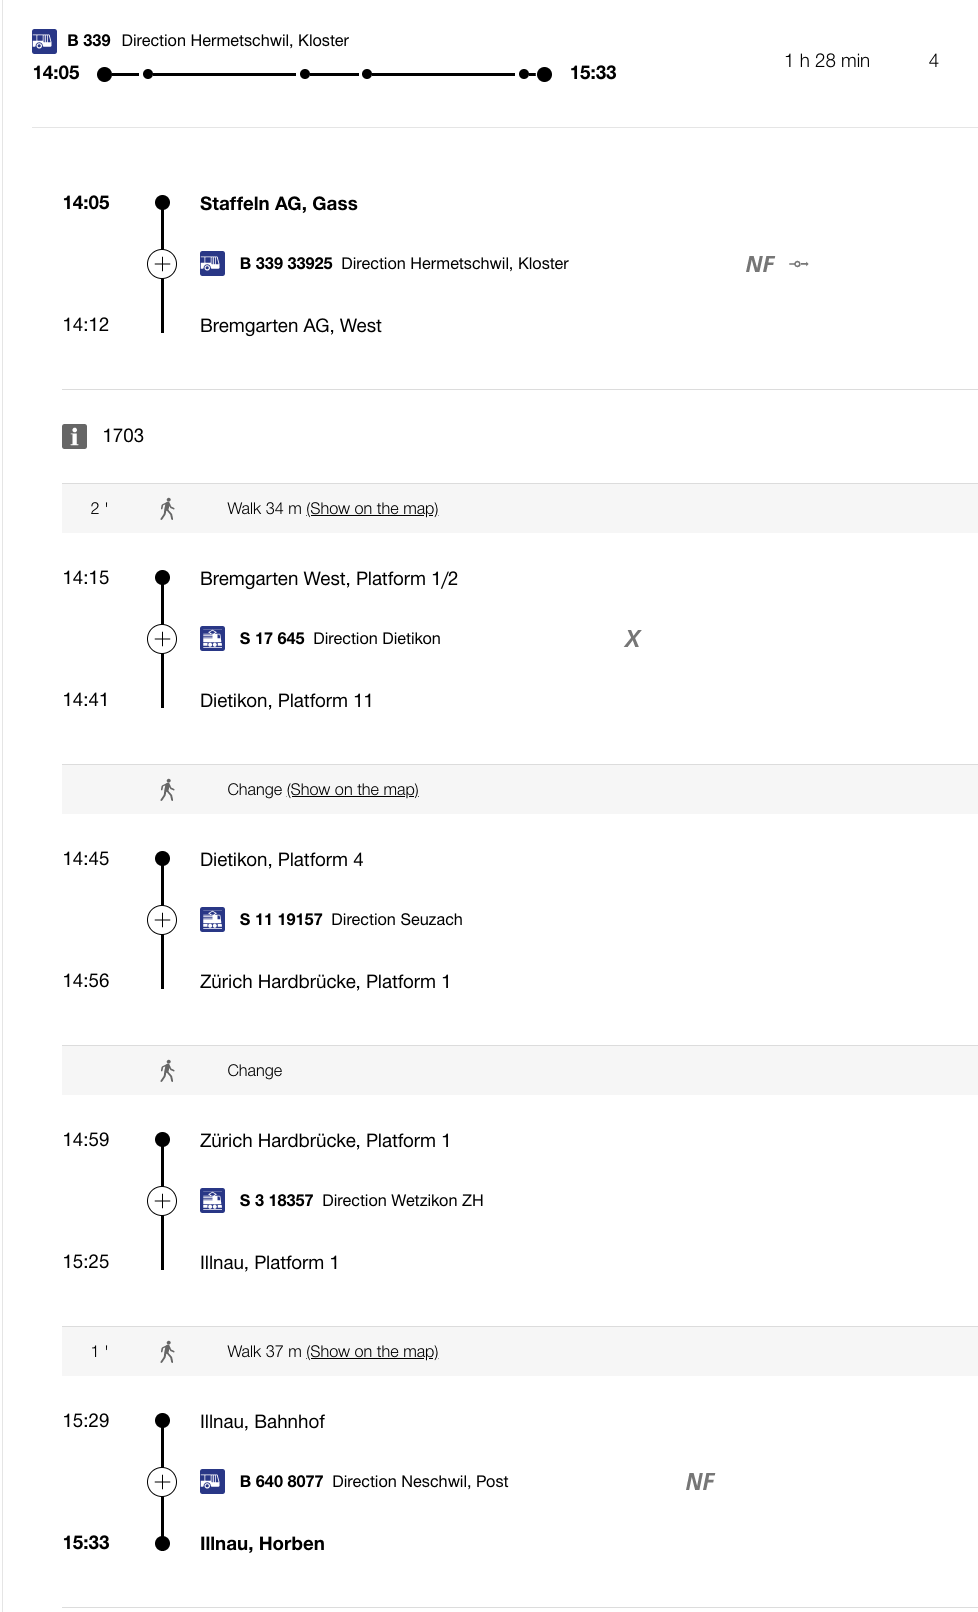 B 339 Direction Hermetschwil, Kloster
14:05 15:33 1 h 28 min 4
14:05 Staffeln AG, Gass
B 339 33925 Direction Hermetschwil, Kloster NF
14:12 Bremgarten AG, West
i 1703
2 ' Walk 34 m (Show on the map)
14:15 Bremgarten West, Platform 1/2
S 17 645 Direction Dietikon X
14:41 Dietikon, Platform 11
Change (Show on the map)
14:45 Dietikon, Platform 4
S 11 19157 Direction Seuzach
14:56 Zürich Hardbrücke, Platform 1
Change
14:59 Zürich Hardbrücke, Platform 1
S 3 18357 Direction Wetzikon ZH
15:25 Illnau, Platform 1
1 ' Walk 37 m (Show on the map)
15:29 Illnau, Bahnhof
B 640 8077 Direction Neschwil, Post NF
15:33 Illnau, Horben